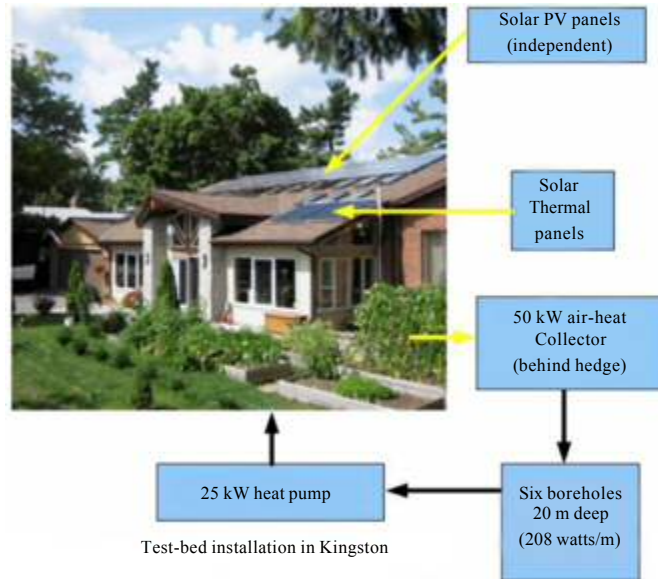 Solar PV panels
(independent)
Solar
Thermal
panels
50 kW air-heat
Collector
(behind hedge)
25 kW heat pump
Six boreholes
20 m deep
(208 watts/m)
Test-bed installation in Kingston